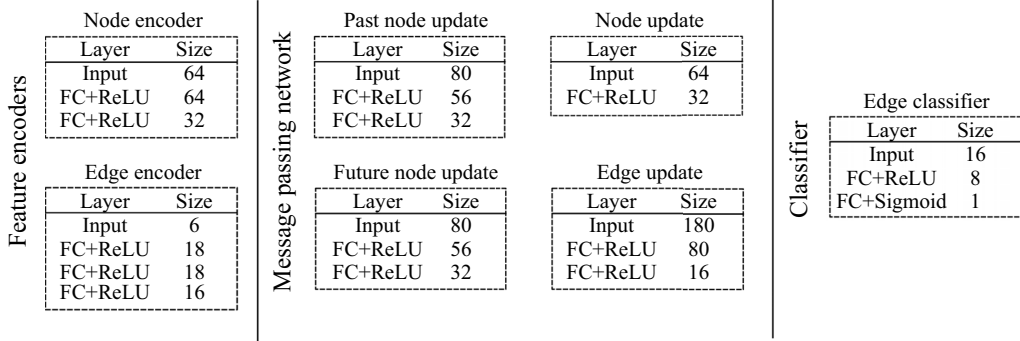 Feature encoders
Node encoder
Layer Size
Input 64
FC+ReLU 64
FC+ReLU 32
Edge encoder
Layer Size
Input 6
FC+ReLU 18
FC+ReLU 18
FC+ReLU 16
Message passing network
Past node update
Layer Size
Input 80
FC+ReLU 56
FC+ReLU 32
Node update
Layer Size
Input 64
FC+ReLU 32
Future node update
Layer Size
Input 80
FC+ReLU 56
FC+ReLU 32
Edge update
Layer Size
Input 180
FC+ReLU 80
FC+ReLU 16
Classifier
Edge classifier
Layer Size
Input 16
FC+ReLU 8
FC+Sigmoid 1